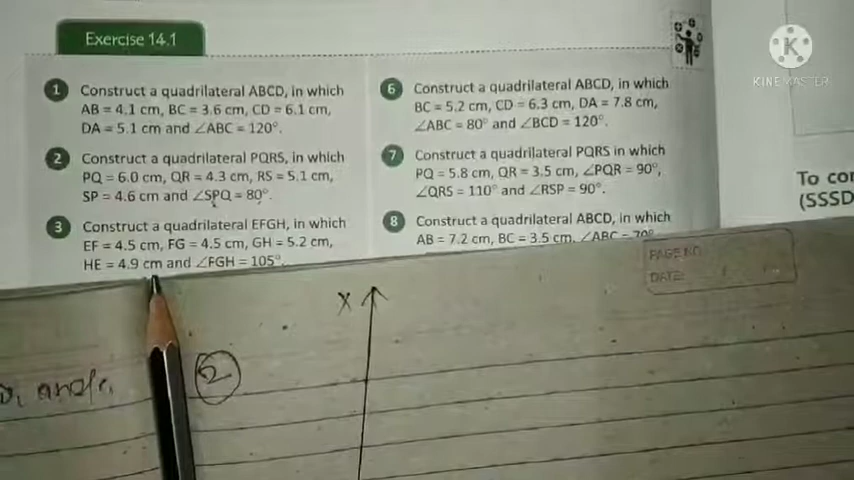 Exercise 14.1
1 Construct a quadrilateral ABCD, in which
AB = 4.1 cm, BC = 3.6 cm, CD = 6.1 cm,
DA = 5.1 cm and ∠ABC = 120°.
2 Construct a quadrilateral PQRS, in which
PQ = 6.0 cm, QR = 4.3 cm, RS = 5.1 cm,
SP = 4.6 cm and ∠SPQ = 80°.
3 Construct a quadrilateral EFGH, in which
EF = 4.5 cm, FG = 4.5 cm, GH = 5.2 cm,
HE = 4.9 cm and ∠FGH = 105°.
6 Construct a quadrilateral ABCD, in which
BC = 5.2 cm, CD = 6.3 cm, DA = 7.8 cm,
∠ABC = 80° and ∠BCD = 120°.
7 Construct a quadrilateral PQRS in which
PQ = 5.8 cm, QR = 3.5 cm, ∠PQR = 90°,
∠QRS = 110° and ∠RSP = 90°.
8 Construct a quadrilateral ABCD, in which
AB = 7.2 cm, BC = 3.5 cm, ∠ABC = 70°
K
KINE MASTER
To con
(SSSD
PAGE NO
DATE:
X
angle,
2